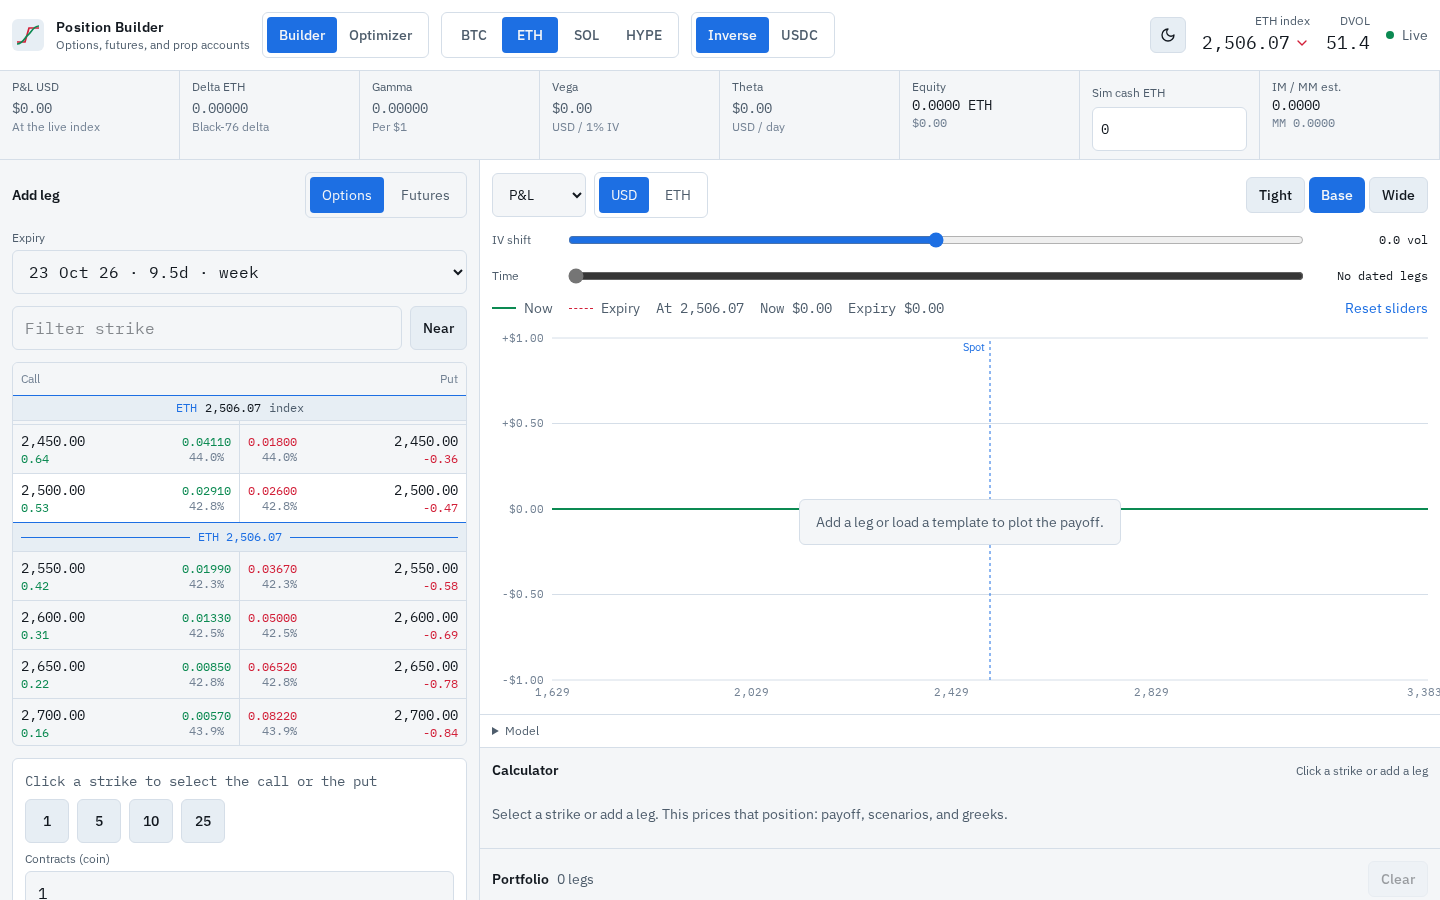 Position Builder
Options, futures, and prop accounts
Builder Optimizer
BTC ETH SOL HYPE
Inverse USDC
ETH index
2,506.07
DVOL
51.4
Live
P&L USD
$0.00
At the live index
Delta ETH
0.00000
Black-76 delta
Gamma
0.00000
Per $1
Vega
$0.00
USD / 1% IV
Theta
$0.00
USD / day
Equity
0.0000 ETH
$0.00
Sim cash ETH
0
IM / MM est.
0.0000
MM 0.0000
Add leg
Options Futures
Expiry
23 Oct 26 · 9.5d · week
Filter strike
Near
Call Put
ETH 2,506.07 index
2,450.00 0.04110 0.01800 2,450.00
0.64 44.0% 44.0% -0.36
2,500.00 0.02910 0.02600 2,500.00
0.53 42.8% 42.8% -0.47
ETH 2,506.07
2,550.00 0.01990 0.03670 2,550.00
0.42 42.3% 42.3% -0.58
2,600.00 0.01330 0.05000 2,600.00
0.31 42.5% 42.5% -0.69
2,650.00 0.00850 0.06520 2,650.00
0.22 42.8% 42.8% -0.78
2,700.00 0.00570 0.08220 2,700.00
0.16 43.9% 43.9% -0.84
Click a strike to select the call or the put
1 5 10 25
Contracts (coin)
1
P&L
USD ETH
Tight Base Wide
IV shift 0.0 vol
Time No dated legs
Now Expiry At 2,506.07 Now $0.00 Expiry $0.00 Reset sliders
+$1.00
Spot
+$0.50
$0.00
Add a leg or load a template to plot the payoff.
-$0.50
-$1.00
1,629 2,029 2,429 2,829 3,383
Model
Calculator Click a strike or add a leg
Select a strike or add a leg. This prices that position: payoff, scenarios, and greeks.
Portfolio 0 legs Clear